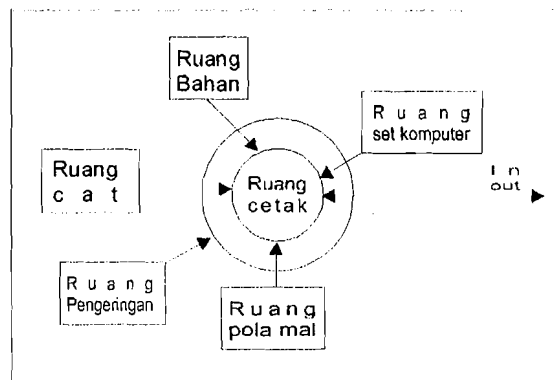 Ruang
Bahan
R u a n g
set komputer
Ruang
c a t
Ruang
cetak
I n
out
R u a n g
Pengeringan
R u a n g
pola mal